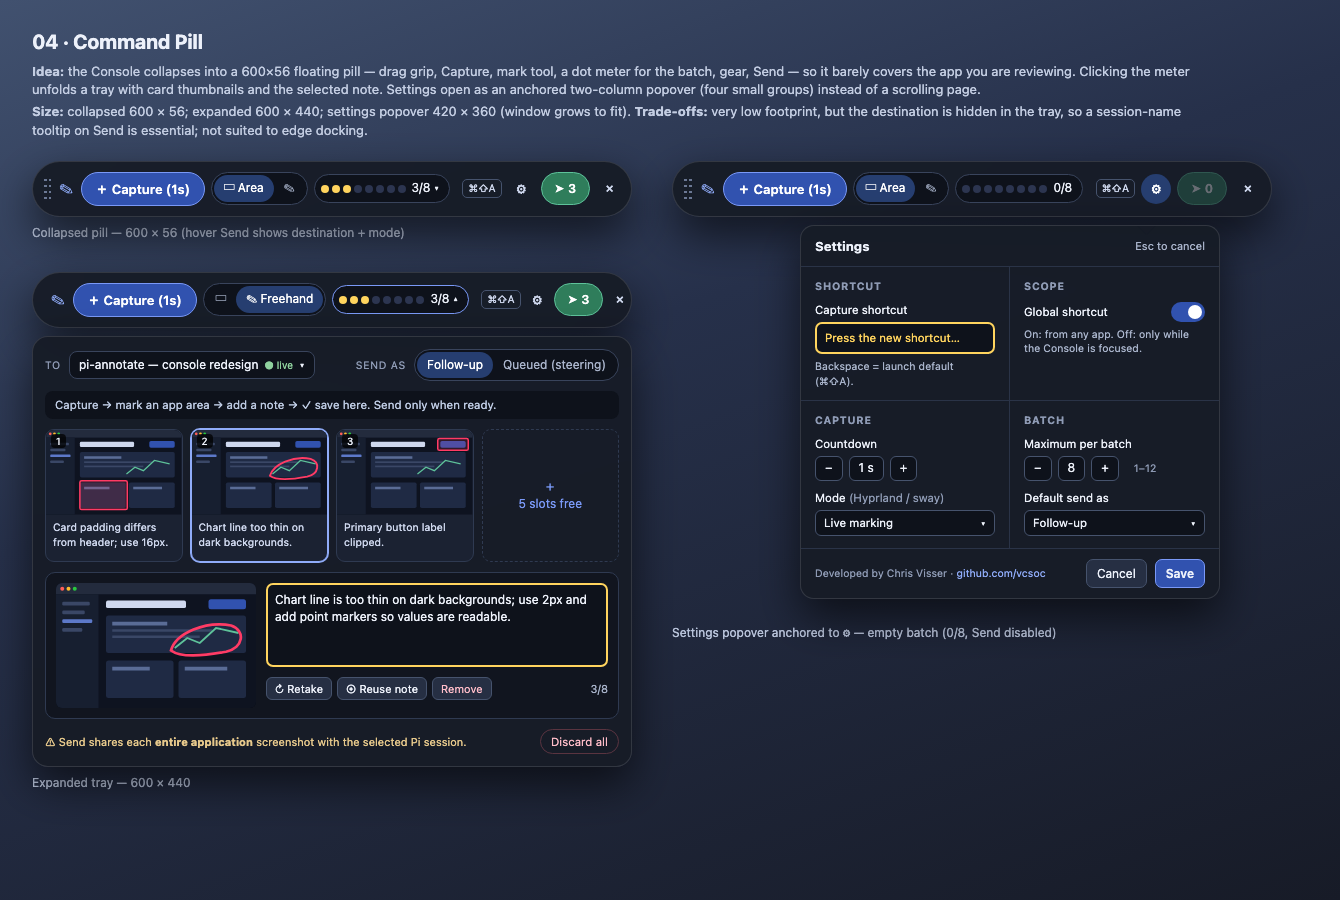 04 · Command Pill
Idea: the Console collapses into a 600×56 floating pill — drag grip, Capture, mark tool, a dot meter for the batch, gear, Send — so it barely covers the app you are reviewing. Clicking the meter
unfolds a tray with card thumbnails and the selected note. Settings open as an anchored two-column popover (four small groups) instead of a scrolling page.
Size: collapsed 600 × 56; expanded 600 × 440; settings popover 420 × 360 (window grows to fit). Trade-offs: very low footprint, but the destination is hidden in the tray, so a session-name
tooltip on Send is essential; not suited to edge docking.
✎ + Capture (1s) ▭ Area ✎ 3/8 ▾ ⌘⇧A ⚙ ➤ 3 ×
Collapsed pill — 600 × 56 (hover Send shows destination + mode)
✎ + Capture (1s) ▭ ✎ Freehand 3/8 ▴ ⌘⇧A ⚙ ➤ 3 ×
TO pi-annotate — console redesign ● live ▾ SEND AS Follow-up Queued (steering)
Capture → mark an app area → add a note → ✓ save here. Send only when ready.
1
2
3
Card padding differs
from header; use 16px.
Chart line too thin on
dark backgrounds.
Primary button label
clipped.
+
5 slots free
Chart line is too thin on dark backgrounds; use 2px and
add point markers so values are readable.
↻ Retake ⊙ Reuse note Remove 3/8
⚠ Send shares each entire application screenshot with the selected Pi session. Discard all
Expanded tray — 600 × 440
✎ + Capture (1s) ▭ Area ✎ 0/8 ⌘⇧A ⚙ ➤ 0 ×
Settings Esc to cancel
SHORTCUT
Capture shortcut
Press the new shortcut…
Backspace = launch default
(⌘⇧A).
SCOPE
Global shortcut
On: from any app. Off: only while
the Console is focused.
CAPTURE
Countdown
− 1 s +
Mode (Hyprland / sway)
Live marking ▾
BATCH
Maximum per batch
− 8 + 1–12
Default send as
Follow-up ▾
Developed by Chris Visser · github.com/vcsoc Cancel Save
Settings popover anchored to ⚙ — empty batch (0/8, Send disabled)